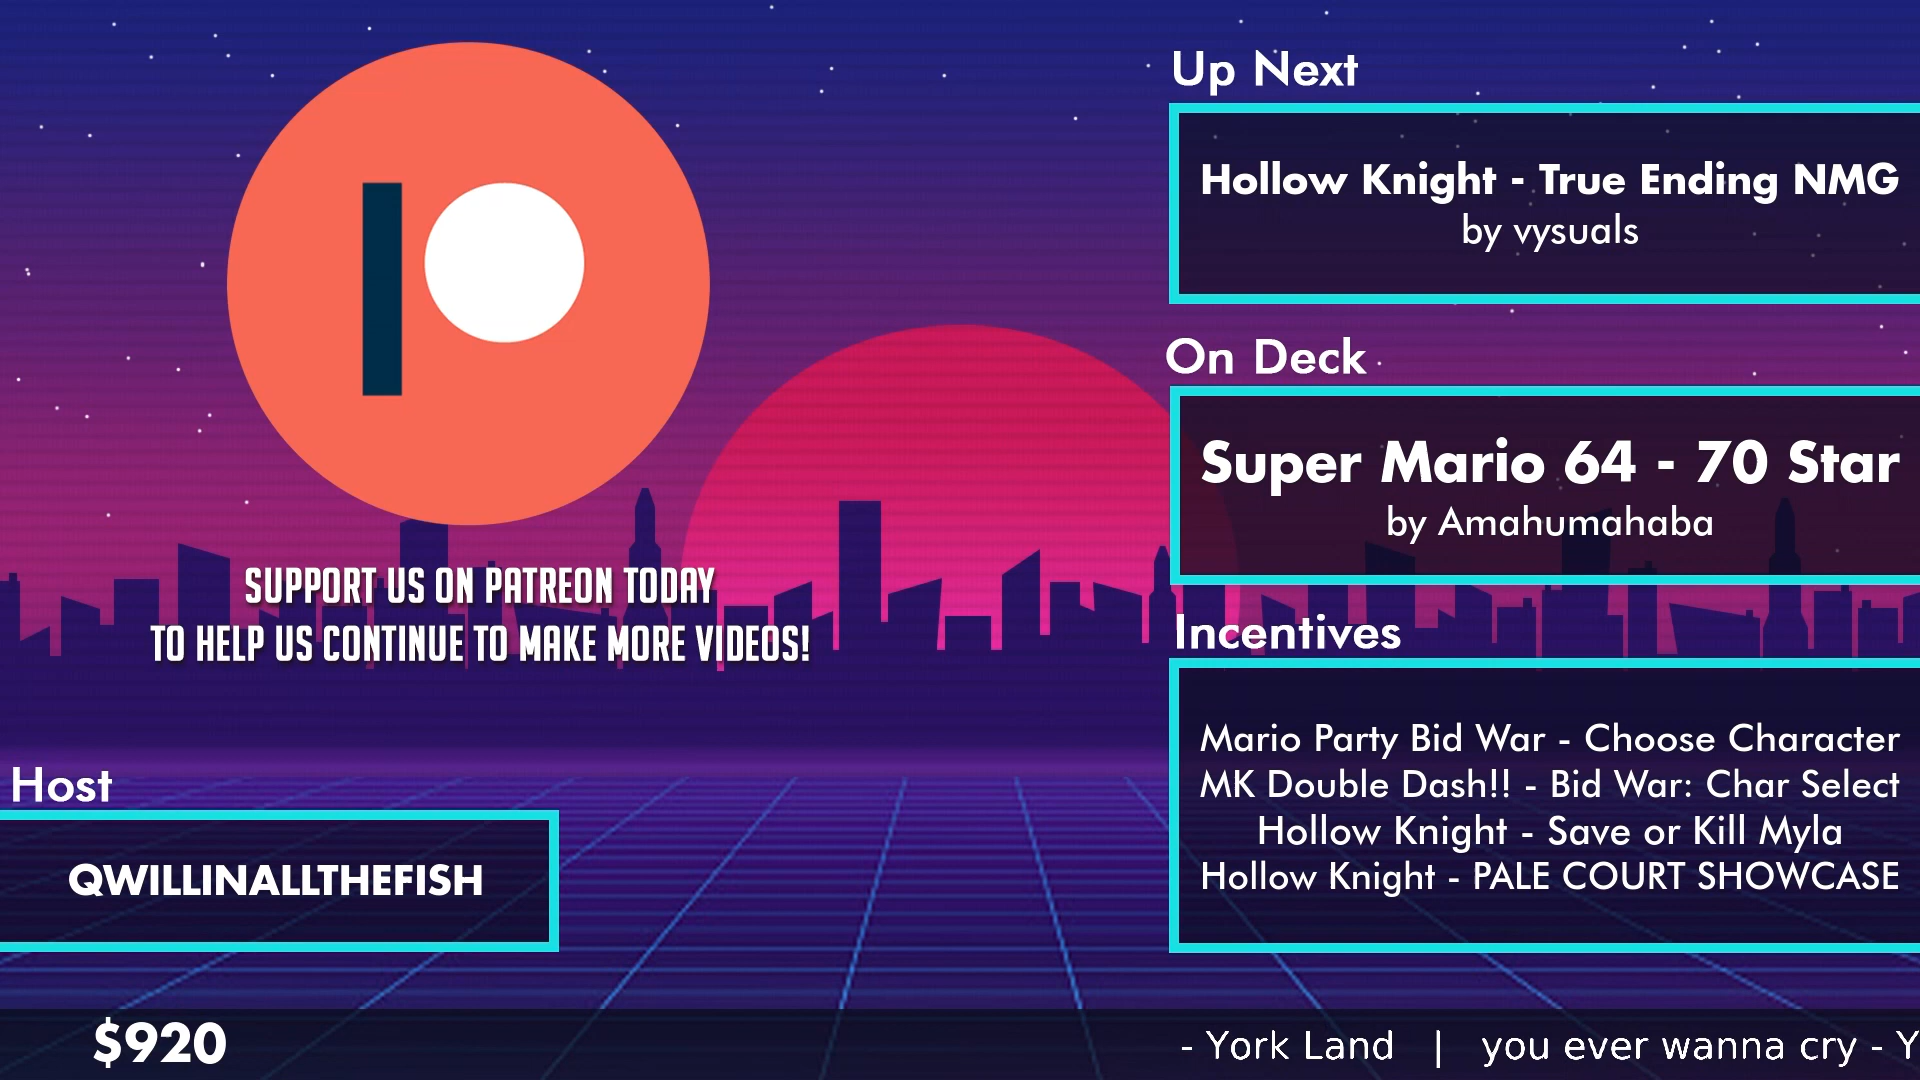 Up Next
Hollow Knight - True Ending NMG
by vysuals
On Deck
Super Mario 64 - 70 Star
by Amahumahaba
SUPPORT US ON PATREON TODAY
TO HELP US CONTINUE TO MAKE MORE VIDEOS!
Incentives
Mario Party Bid War - Choose Character
MK Double Dash!! - Bid War: Char Select
Hollow Knight - Save or Kill Myla
Hollow Knight - PALE COURT SHOWCASE
Host
QWILLINALLTHEFISH
$920
- York Land | you ever wanna cry - Y